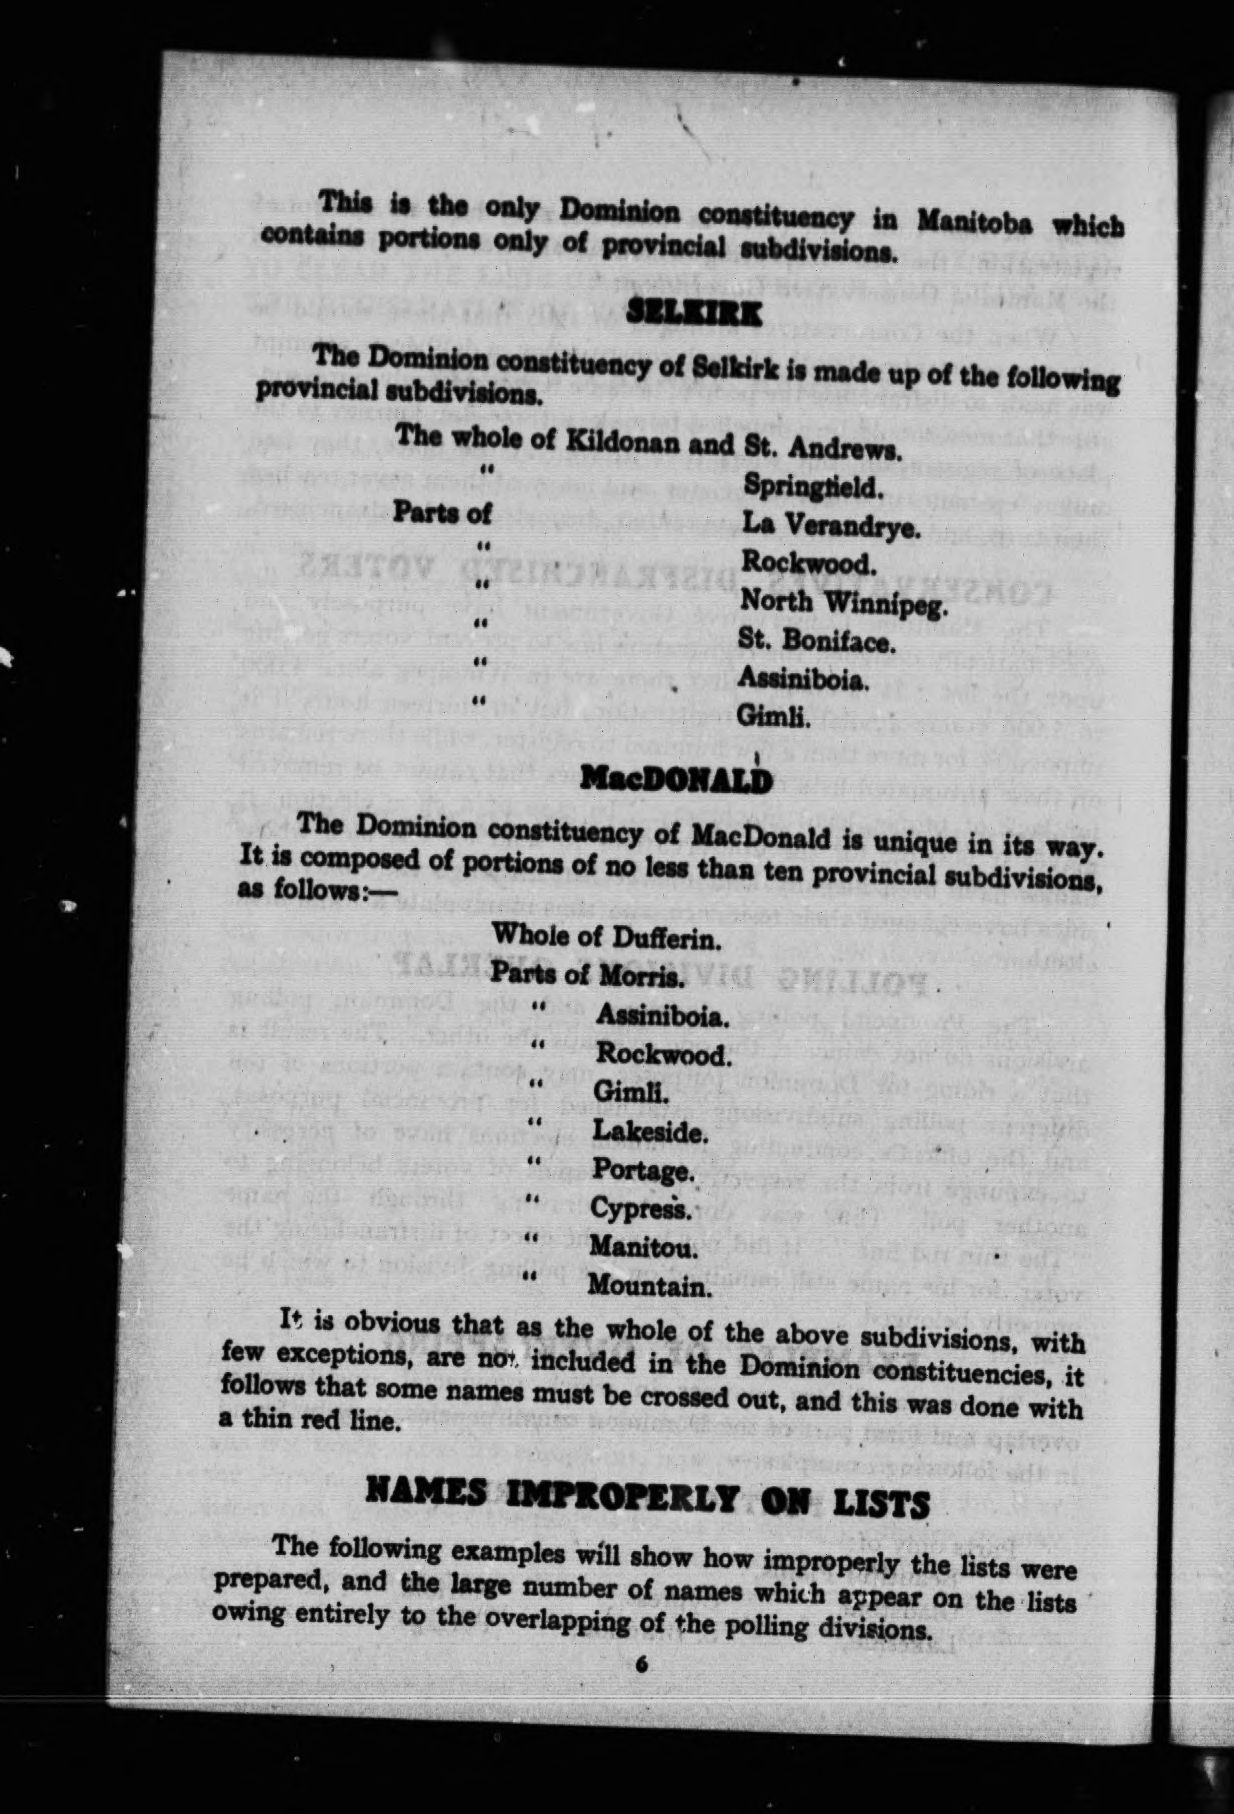 This is the only Dominion constituency in Manitoba which
contains portions only of provincial subdivisions.
SELKIRK
The Dominion constituency of Selkirk is made up of the following
provincial subdivisions.
The whole of Kildonan and St. Andrews.
" Springfield.
Parts of La Verandrye.
" Rockwood.
" North Winnipeg.
" St. Boniface.
" Assiniboia.
" Gimli.
MacDONALD
The Dominion constituency of MacDonald is unique in its way.
It is composed of portions of no less than ten provincial subdivisions,
as follows:—
Whole of Dufferin.
Parts of Morris.
" Assiniboia.
" Rockwood.
" Gimli.
" Lakeside.
" Portage.
" Cypress.
" Manitou.
" Mountain.
It is obvious that as the whole of the above subdivisions, with
few exceptions, are not included in the Dominion constituencies, it
follows that some names must be crossed out, and this was done with
a thin red line.
NAMES IMPROPERLY ON LISTS
The following examples will show how improperly the lists were
prepared, and the large number of names which appear on the lists
owing entirely to the overlapping of the polling divisions.
6